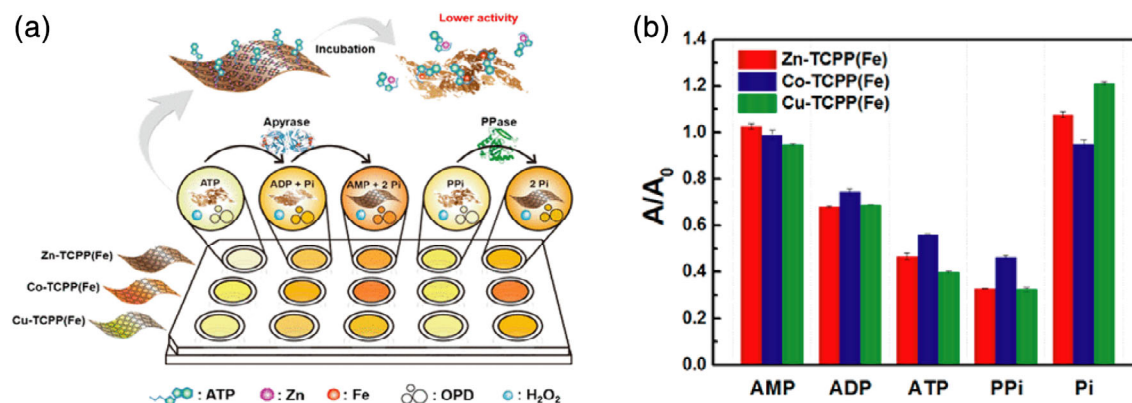 (a)
Lower activity
Incubation
Apyrase
PPase
ATP
ADP + Pi
AMP + 2 Pi
PPi
2 Pi
Zn-TCPP(Fe)
Co-TCPP(Fe)
Cu-TCPP(Fe)
: ATP : Zn : Fe : OPD : H₂O₂
(b)
A/A₀
1.4
1.2
1.0
0.8
0.6
0.4
0.2
0.0
Zn-TCPP(Fe)
Co-TCPP(Fe)
Cu-TCPP(Fe)
AMP ADP ATP PPi Pi